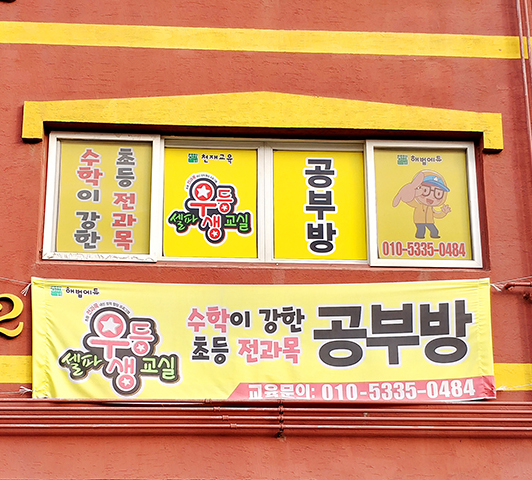 초등 전과목
수학이 강한
천재교육
우등생
셀파 교실
공부방
해법에듀
010-5335-0484
2
해법에듀
우등생
셀파 교실
수학이 강한
초등 전과목
공부방
교육문의: 010-5335-0484